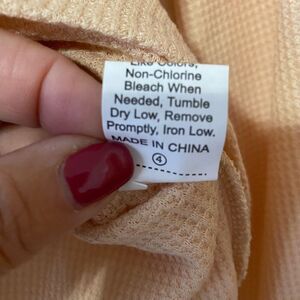 Like Colors,
Non-Chlorine
Bleach When
Needed, Tumble
Dry Low, Remove
Promptly, Iron Low.
MADE IN CHINA
4